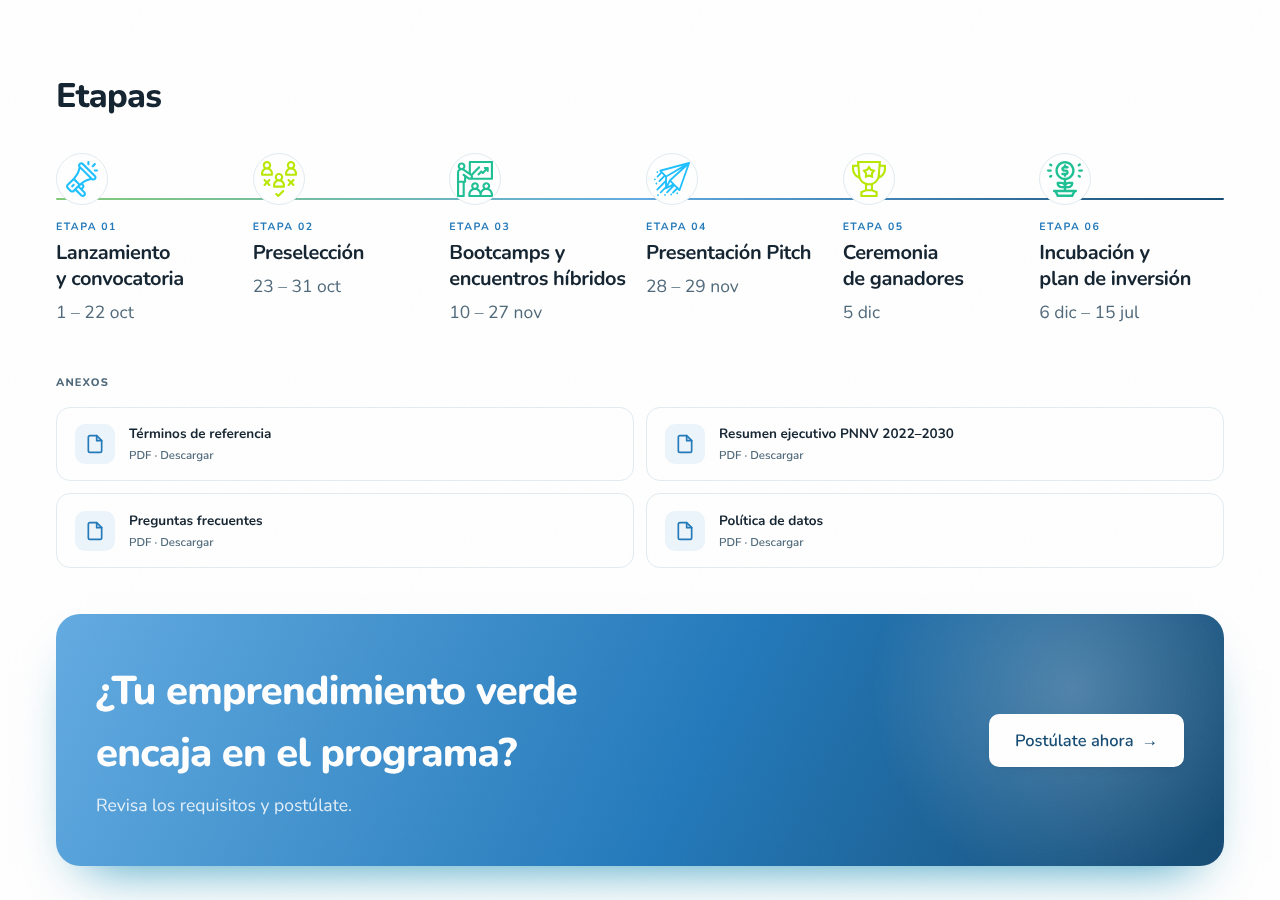 Etapas
ETAPA 01
Lanzamiento
y convocatoria
1 – 22 oct
ETAPA 02
Preselección
23 – 31 oct
ETAPA 03
Bootcamps y
encuentros híbridos
10 – 27 nov
ETAPA 04
Presentación Pitch
28 – 29 nov
ETAPA 05
Ceremonia
de ganadores
5 dic
ETAPA 06
Incubación y
plan de inversión
6 dic – 15 jul
ANEXOS
Términos de referencia
PDF · Descargar
Resumen ejecutivo PNNV 2022–2030
PDF · Descargar
Preguntas frecuentes
PDF · Descargar
Política de datos
PDF · Descargar
¿Tu emprendimiento verde
encaja en el programa?
Revisa los requisitos y postúlate.
Postúlate ahora →